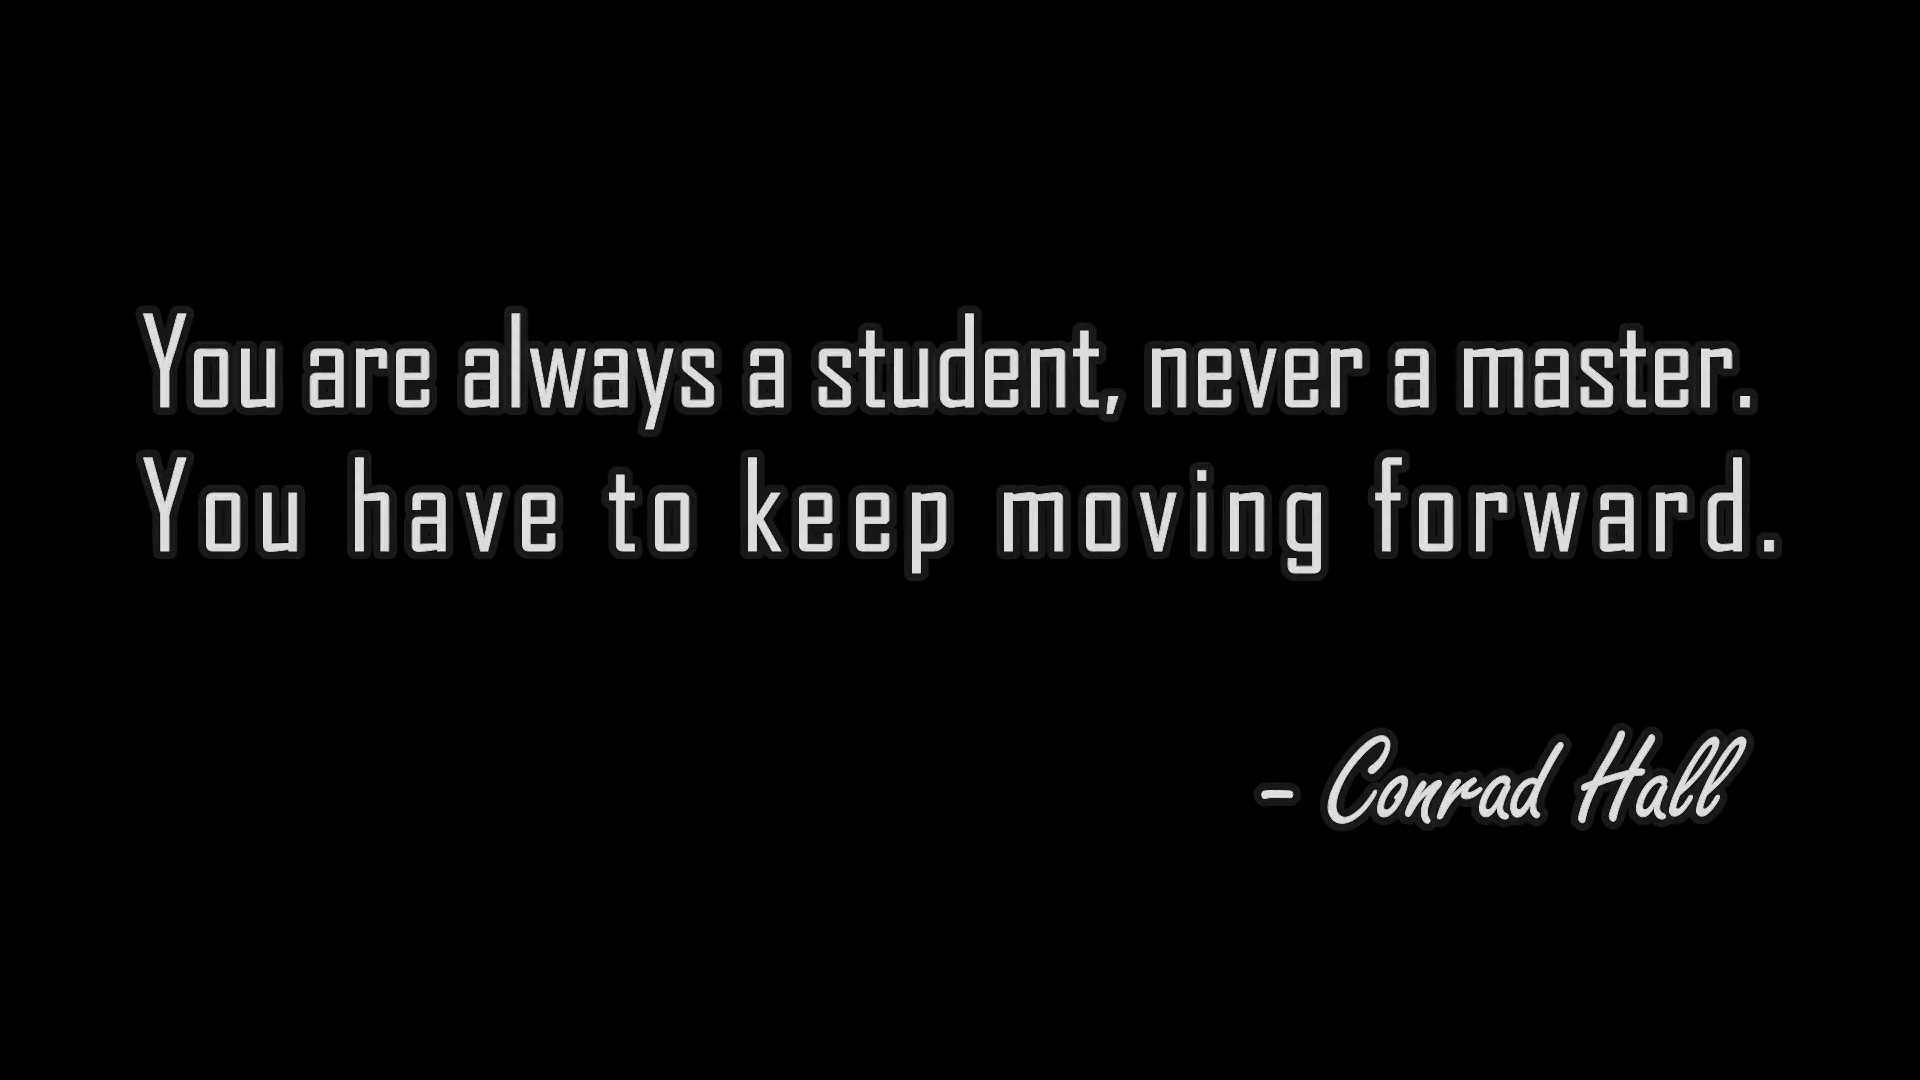 You are always a student, never a master.
You have to keep moving forward.
- Conrad Hall